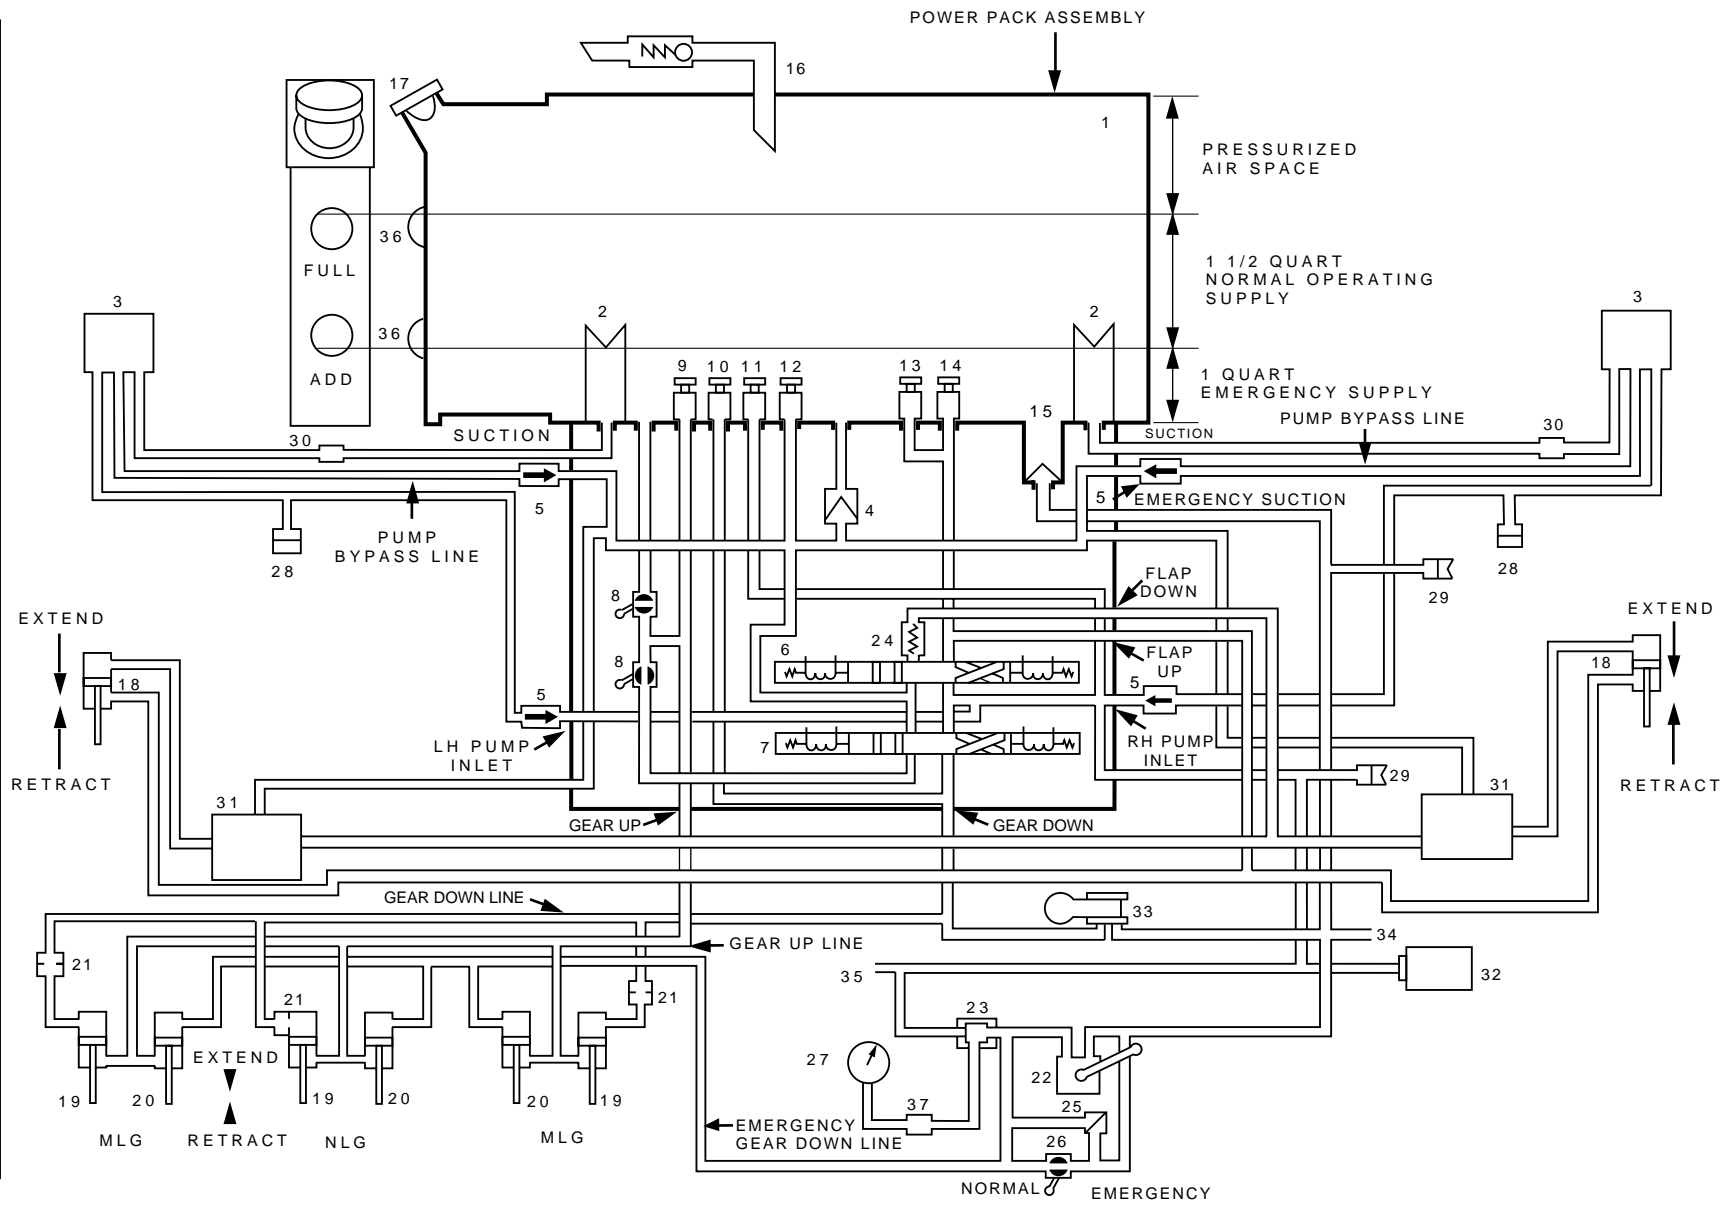 POWER PACK ASSEMBLY
16
17
1
PRESSURIZED
AIR SPACE
36
FULL
1 1/2 QUART
NORMAL OPERATING
SUPPLY
3
2
2
3
36
ADD
9
10
11
12
13
14
1 QUART
EMERGENCY SUPPLY
15
PUMP BYPASS LINE
SUCTION
SUCTION
30
30
5
4
5
EMERGENCY SUCTION
PUMP
BYPASS LINE
28
28
29
FLAP
DOWN
8
EXTEND
EXTEND
24
6
FLAP
UP
8
18
18
5
5
LH PUMP
INLET
7
RH PUMP
INLET
RETRACT
RETRACT
29
31
31
GEAR UP
GEAR DOWN
GEAR DOWN LINE
33
34
GEAR UP LINE
21
35
32
21
21
23
EXTEND
27
22
19
20
19
20
20
19
37
25
MLG
RETRACT
NLG
MLG
EMERGENCY
GEAR DOWN LINE
26
NORMAL
EMERGENCY